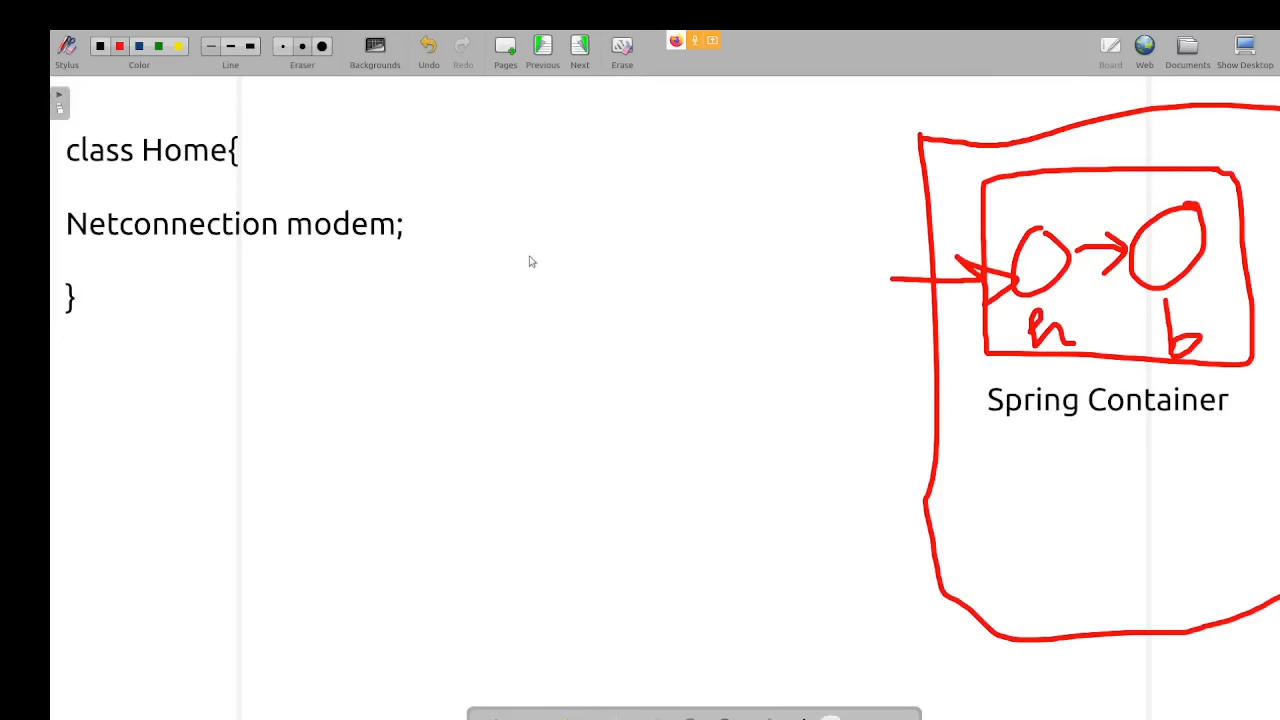 Stylus Color Line Eraser Backgrounds Undo Redo Pages Previous Next Erase Board Web Documents Show Desktop
class Home{
Netconnection modem;
}
h b
Spring Container